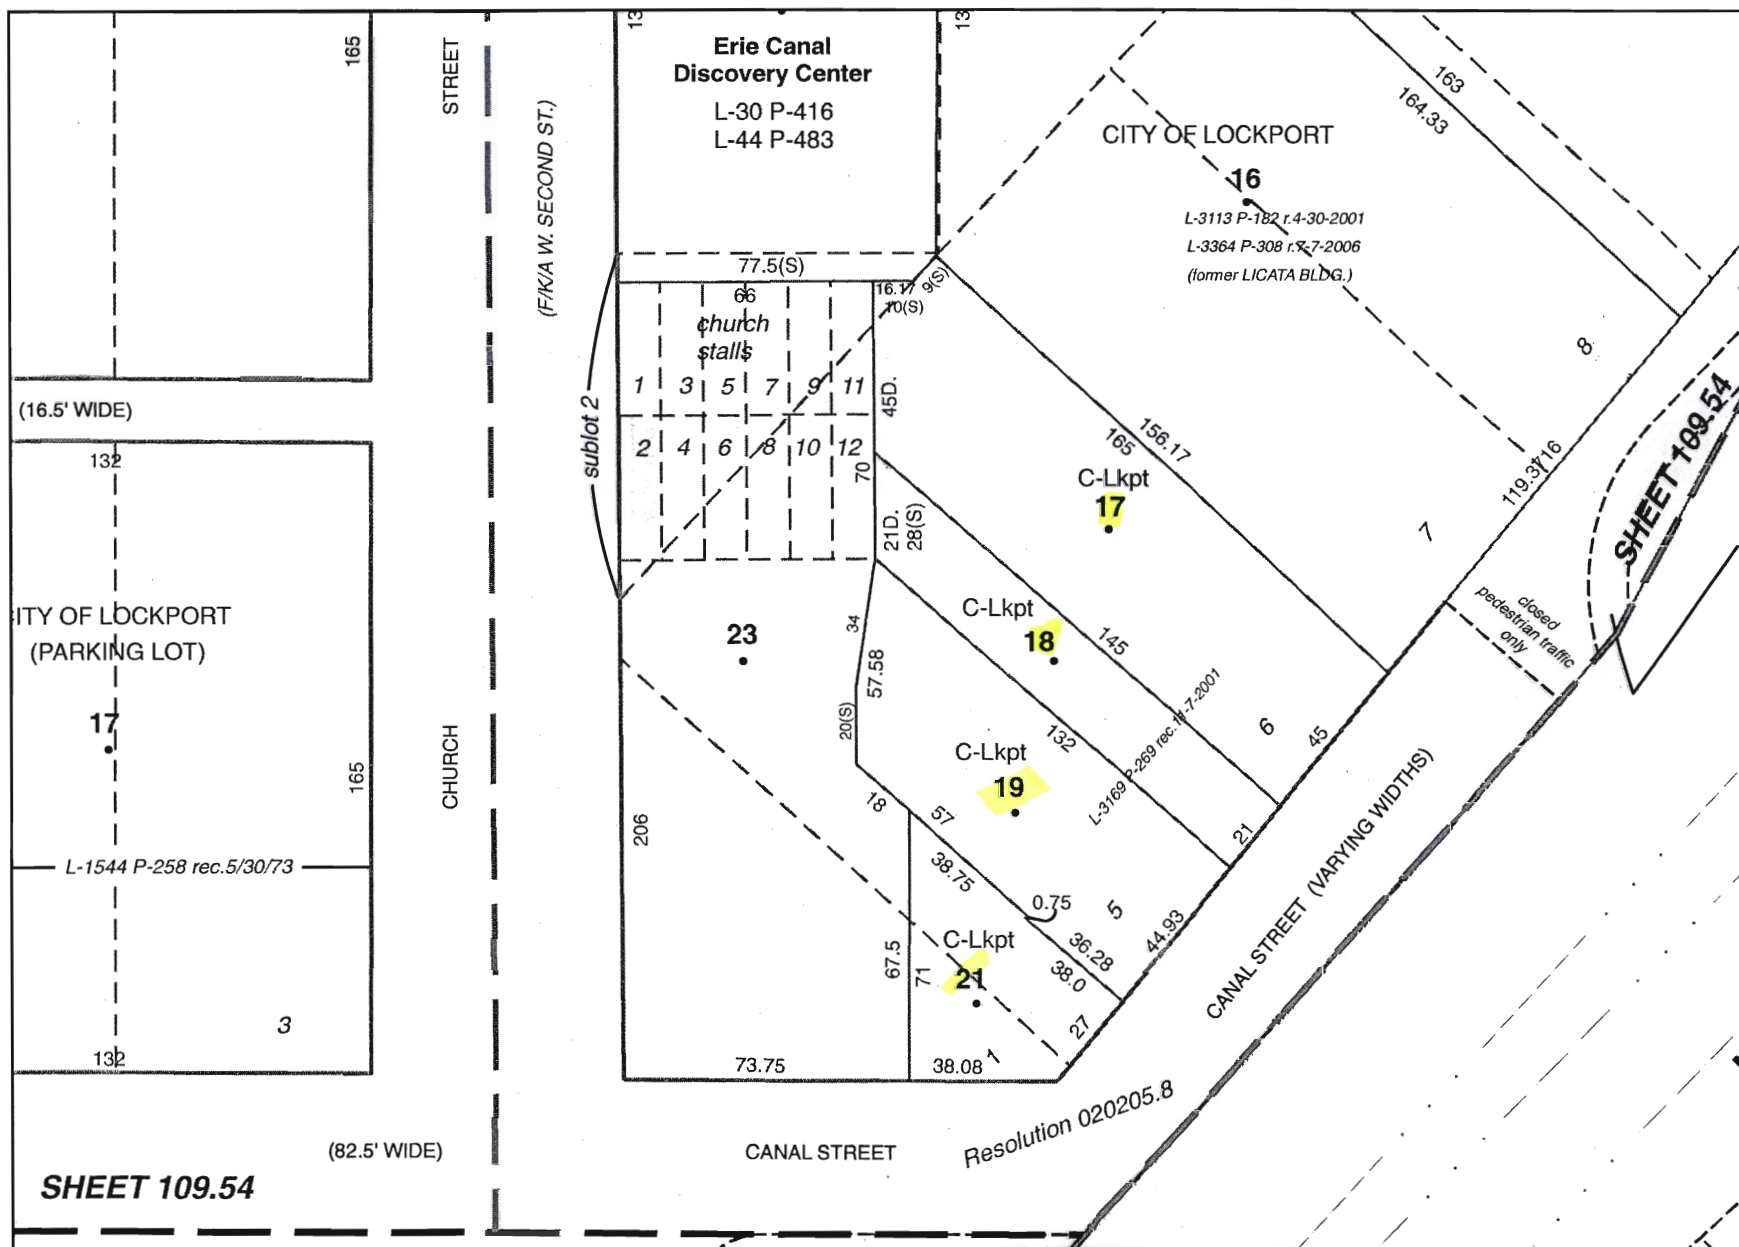 165
STREET
(F/K/A W. SECOND ST.)
13
13
Erie Canal
Discovery Center
L-30 P-416
L-44 P-483
163
164.33
CITY OF LOCKPORT
16
L-3113 P-182 r.4-30-2001
L-3364 P-308 r.7-7-2006
(former LICATA BLDG.)
77.5(S)
66
16.17
10(S)
9(S)
church
stalls
1
3
5
7
9
11
2
4
6
8
10
12
sublot 2
45D.
70
21D.
28(S)
8
SHEET 109.54
(16.5' WIDE)
132
156.17
165
C-Lkpt
17
7
closed
pedestrian traffic
only
ITY OF LOCKPORT
(PARKING LOT)
17
165
L-1544 P-258 rec.5/30/73
3
132
CHURCH
23
34
57.58
20(S)
206
C-Lkpt
18
145
132
L-3169 P-269 rec.11-7-2001
6
45
21
C-Lkpt
19
18
57
38.75
0.75
5
36.28
38.0
44.93
C-Lkpt
21
67.5
71
27
1
73.75
38.08
CANAL STREET (VARYING WIDTHS)
Resolution 020205.8
(82.5' WIDE)
CANAL STREET
SHEET 109.54